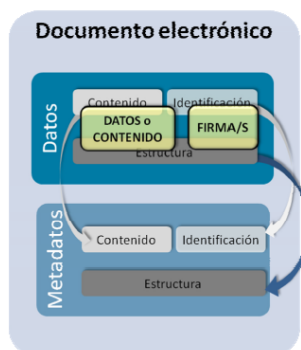 Documento electrónico
Datos
Contenido
Identificación
DATOS o
CONTENIDO
FIRMA/S
Estructura
Metadatos
Contenido
Identificación
Estructura